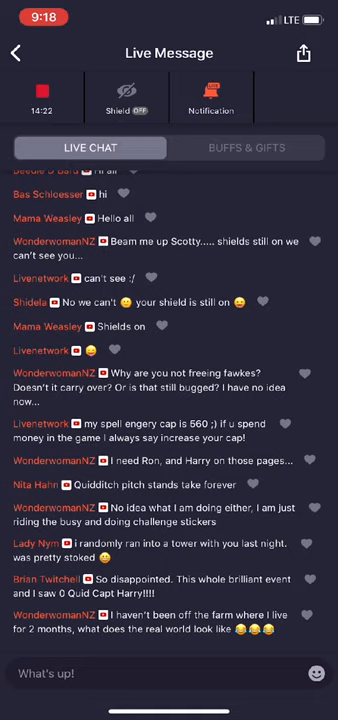 9:18
LTE
Live Message
14:22
Shield OFF
Notification
LIVE CHAT
BUFFS & GIFTS
Beedle D Bard Hi all
Bas Schloesser hi
Mama Weasley Hello all
WonderwomanNZ Beam me up Scotty..... shields still on we
can't see you...
Livenetwork can't see :/
Shidela No we can't your shield is still on
Mama Weasley Shields on
Livenetwork
WonderwomanNZ Why are you not freeing fawkes?
Doesn't it carry over? Or is that still bugged? I have no idea
now...
Livenetwork my spell engery cap is 560 ;) if u spend
money in the game I always say increase your cap!
WonderwomanNZ I need Ron, and Harry on those pages...
Nita Hahn Quidditch pitch stands take forever
WonderwomanNZ No idea what I am doing either, I am just
riding the busy and doing challenge stickers
Lady Nym i randomly ran into a tower with you last night.
was pretty stoked
Brian Twitchell So disappointed. This whole brilliant event
and I saw 0 Quid Capt Harry!!!!
WonderwomanNZ I haven't been off the farm where I live
for 2 months, what does the real world look like
What's up!